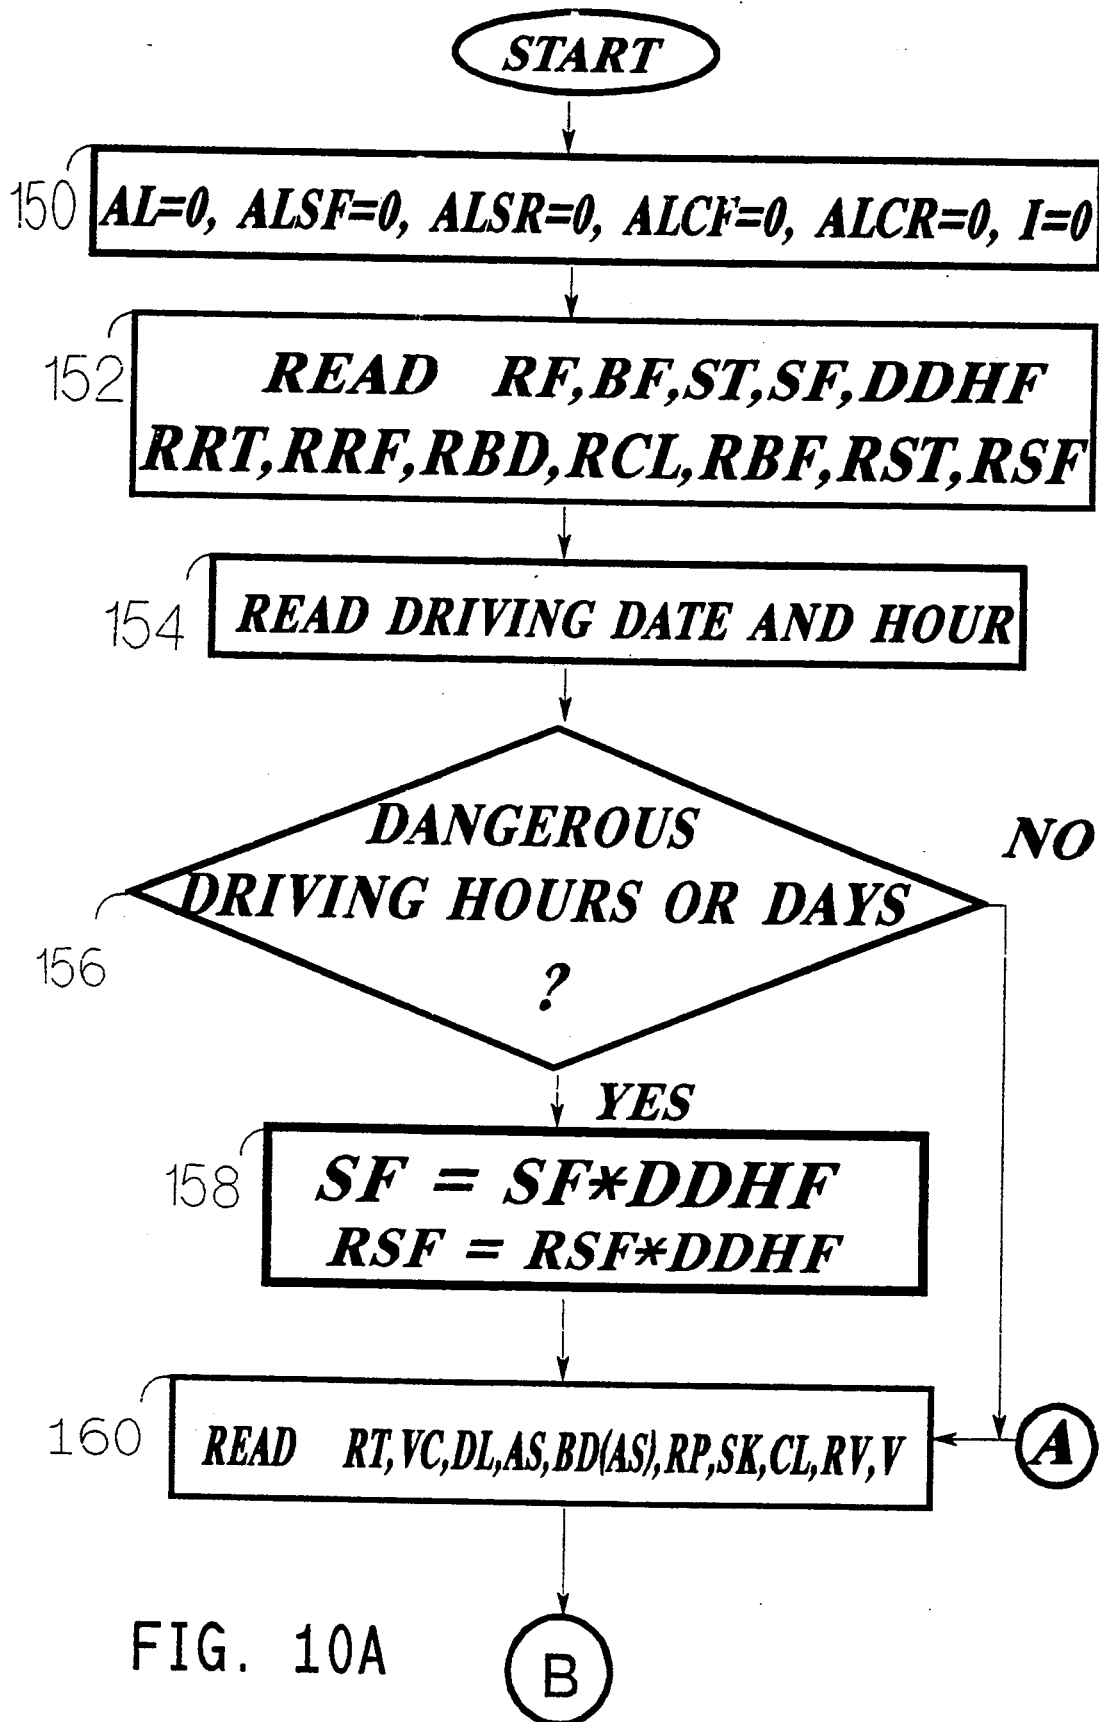 START
150
AL=0, ALSF=0, ALSR=0, ALCF=0, ALCR=0, I=0
152
READ RF,BF,ST,SF,DDHF
RRT,RRF,RBD,RCL,RBF,RST,RSF
154
READ DRIVING DATE AND HOUR
DANGEROUS
DRIVING HOURS OR DAYS
?
NO
156
YES
158
SF = SF*DDHF
RSF = RSF*DDHF
160
READ RT,VC,DL,AS,BD(AS),RP,SK,CL,RV,V
A
FIG. 10A
B